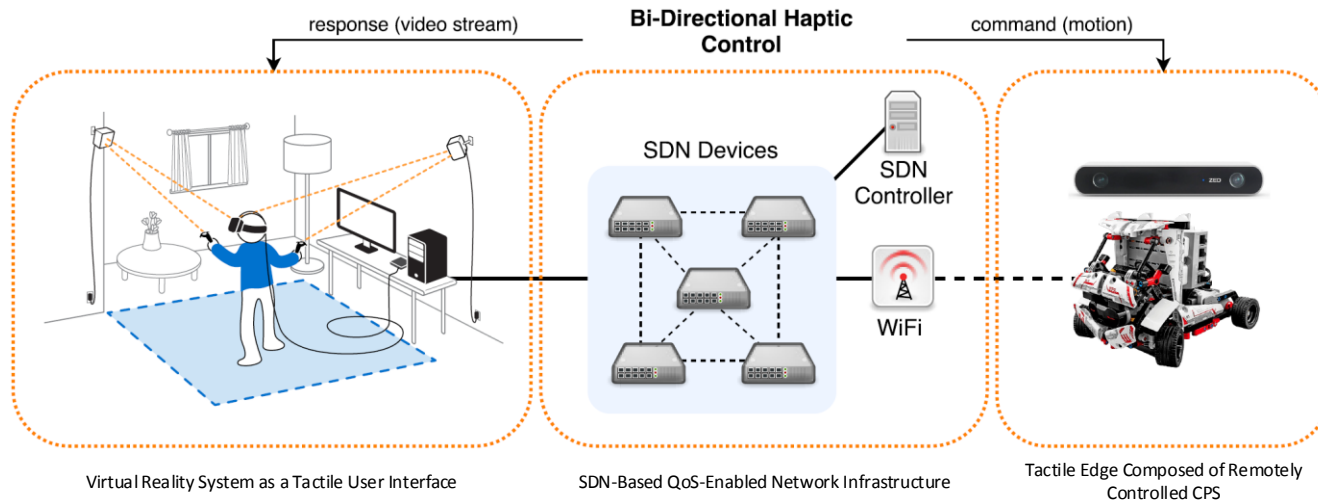 Bi-Directional Haptic
Control
response (video stream)
command (motion)
SDN Devices
SDN
Controller
ZED
WiFi
Virtual Reality System as a Tactile User Interface
SDN-Based QoS-Enabled Network Infrastructure
Tactile Edge Composed of Remotely
Controlled CPS